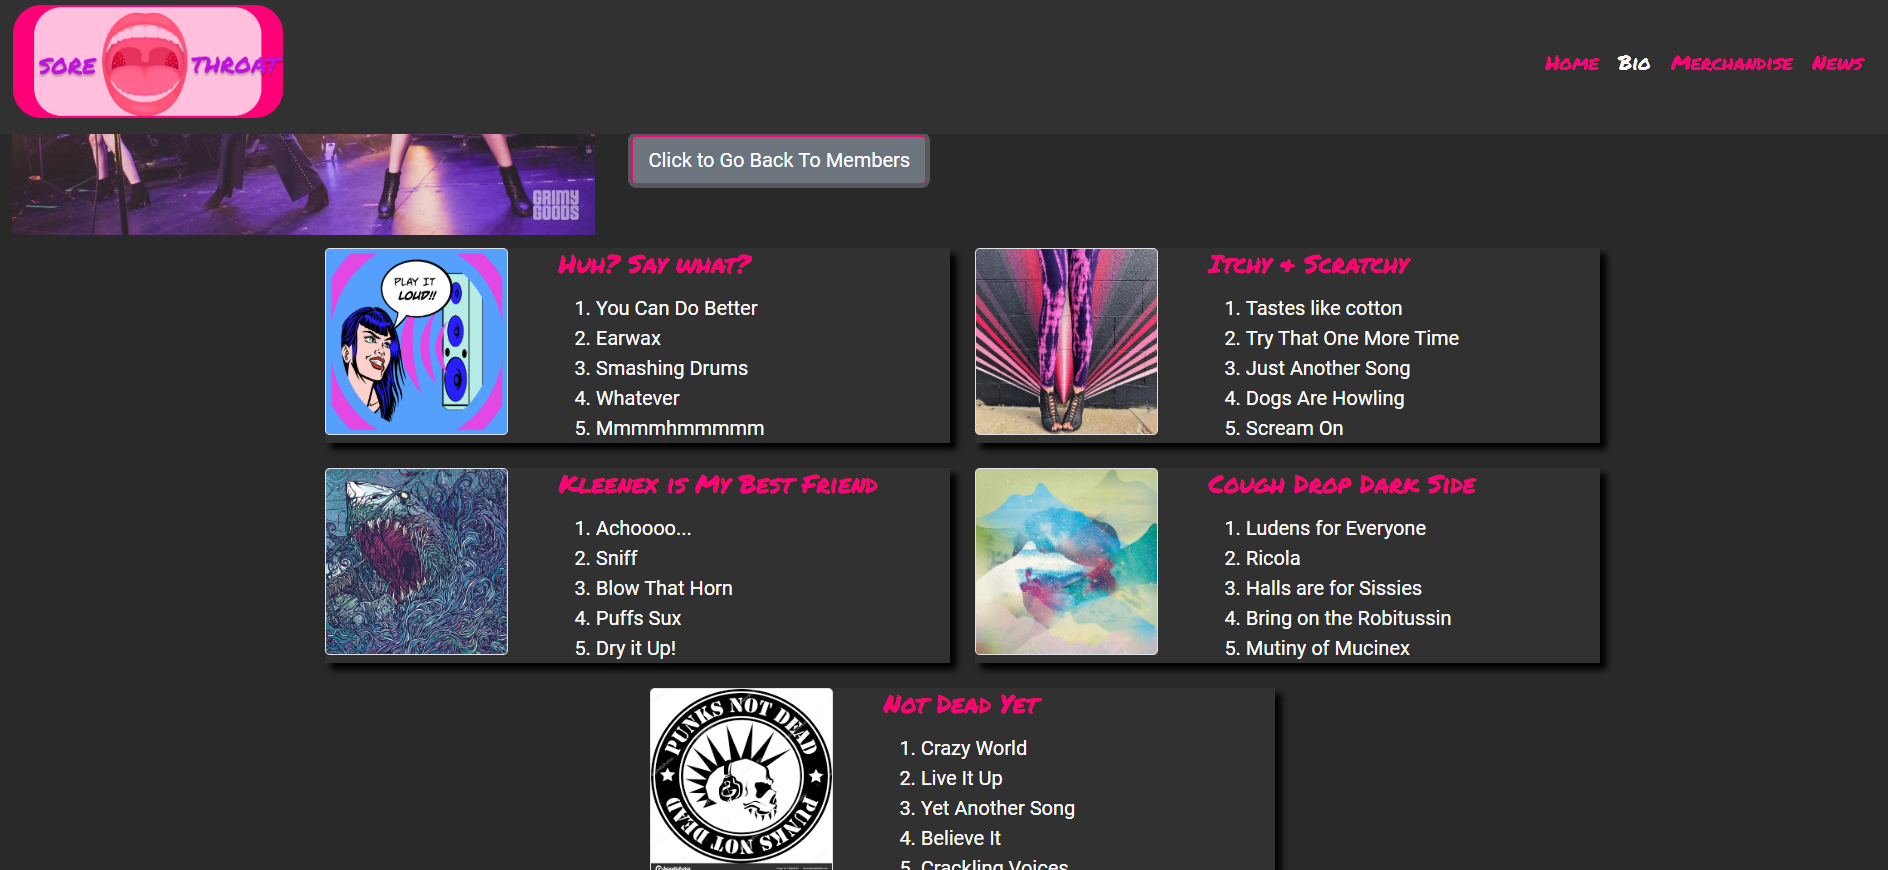 SORE THROAT
Home Bio Merchandise News
Click to Go Back To Members
GRIMY
GOODS
PLAY IT
LOUD!!
Huh? Say what?
1. You Can Do Better
2. Earwax
3. Smashing Drums
4. Whatever
5. Mmmmhmmmmm
Itchy & Scratchy
1. Tastes like cotton
2. Try That One More Time
3. Just Another Song
4. Dogs Are Howling
5. Scream On
Kleenex is My Best Friend
1. Achoooo...
2. Sniff
3. Blow That Horn
4. Puffs Sux
5. Dry it Up!
Cough Drop Dark Side
1. Ludens for Everyone
2. Ricola
3. Halls are for Sissies
4. Bring on the Robitussin
5. Mutiny of Mucinex
PUNKS NOT DEAD
PUNKS NOT DEAD
Not Dead Yet
1. Crazy World
2. Live It Up
3. Yet Another Song
4. Believe It
5. Crackling Voices